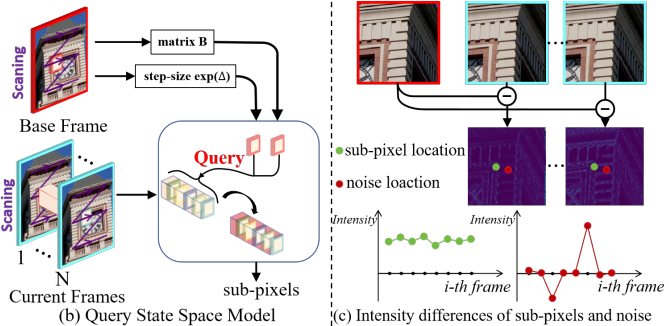 Scaning
matrix B
step-size exp(Δ)
Base Frame
Query
Scaning
1
N
Current Frames
sub-pixels
(b) Query State Space Model
sub-pixel location
noise loaction
Intensity
i-th frame
Intensity
i-th frame
(c) Intensity differences of sub-pixels and noise